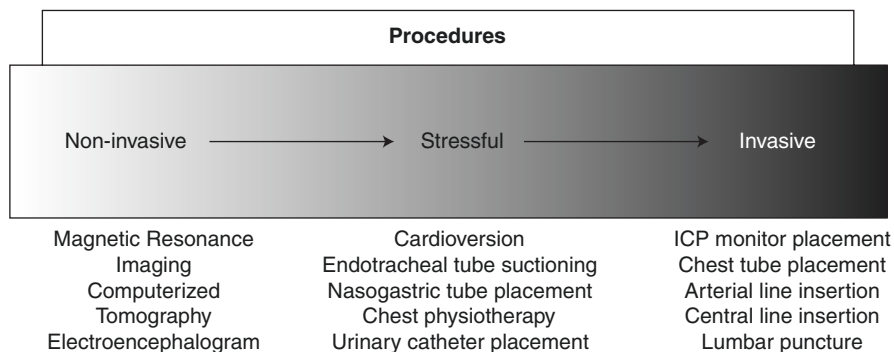 Procedures
Non-invasive
Stressful
Invasive
Magnetic Resonance
Imaging
Computerized
Tomography
Electroencephalogram
Cardioversion
Endotracheal tube suctioning
Nasogastric tube placement
Chest physiotherapy
Urinary catheter placement
ICP monitor placement
Chest tube placement
Arterial line insertion
Central line insertion
Lumbar puncture